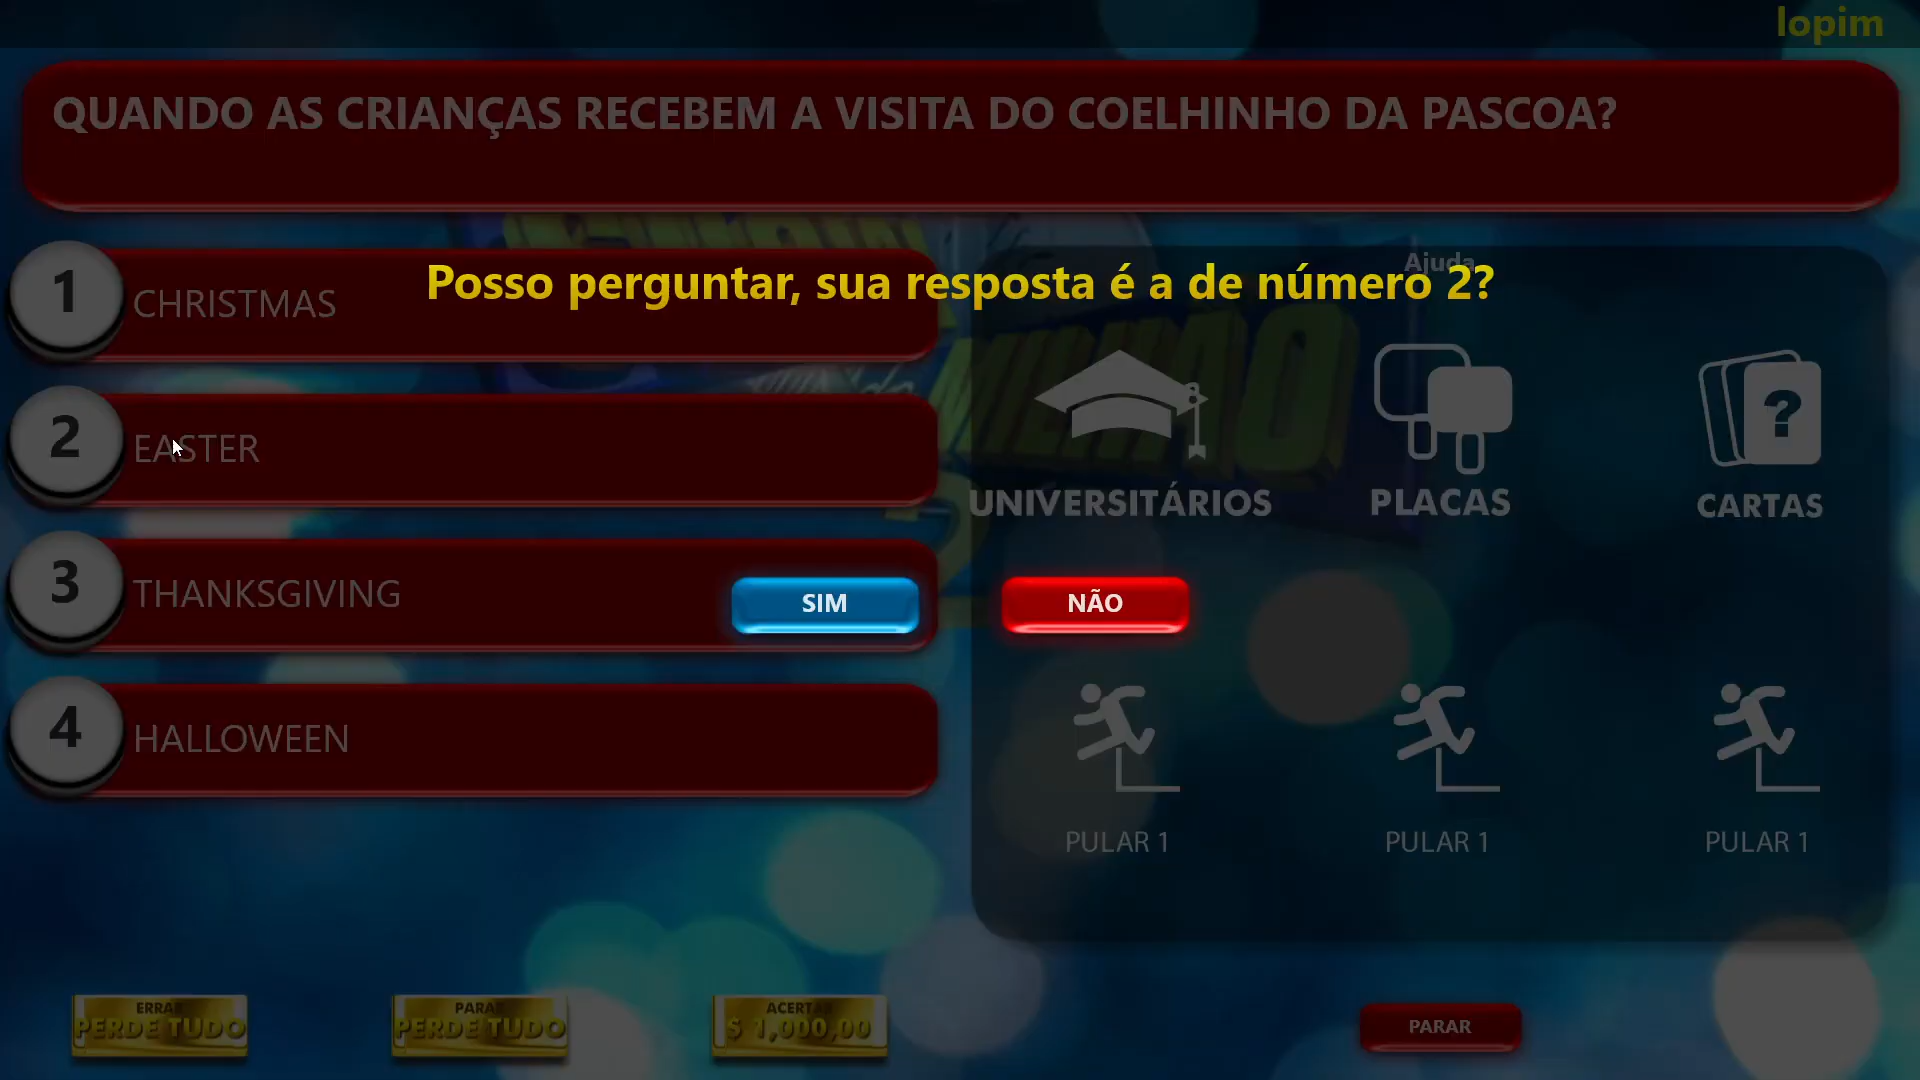 lopim
QUANDO AS CRIANÇAS RECEBEM A VISITA DO COELHINHO DA PASCOA?
Posso perguntar, sua resposta é a de número 2?
1 CHRISTMAS
2 EASTER
3 THANKSGIVING
4 HALLOWEEN
SIM
NÃO
Ajuda
UNIVERSITÁRIOS
PLACAS
?
CARTAS
PULAR 1
PULAR 1
PULAR 1
ERRAR
PERDE TUDO
PARAR
PERDE TUDO
ACERTAR
$ 1,000,00
PARAR